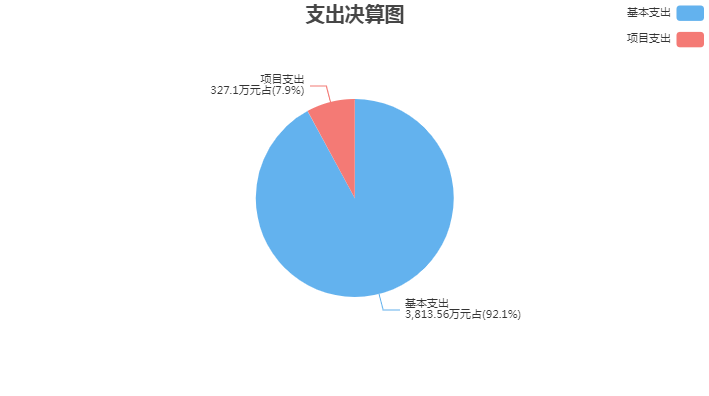 支出决算图
基本支出
项目支出
项目支出
327.1万元占(7.9%)
基本支出
3,813.56万元占(92.1%)